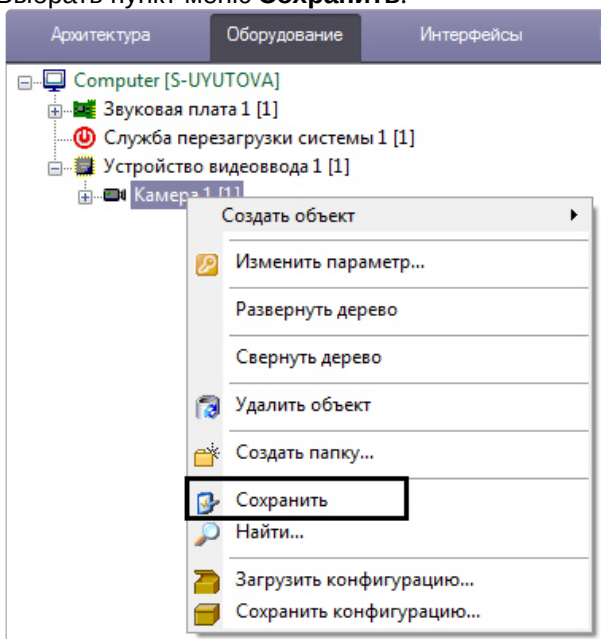 Выбрать пункт меню Сохранить.
Архитектура Оборудование Интерфейсы
Computer [S-UYUTOVA]
Звуковая плата 1 [1]
Служба перезагрузки системы 1 [1]
Устройство видеоввода 1 [1]
Камера 1 [1]
Создать объект
Изменить параметр...
Развернуть дерево
Свернуть дерево
Удалить объект
Создать папку...
Сохранить
Найти...
Загрузить конфигурацию...
Сохранить конфигурацию...